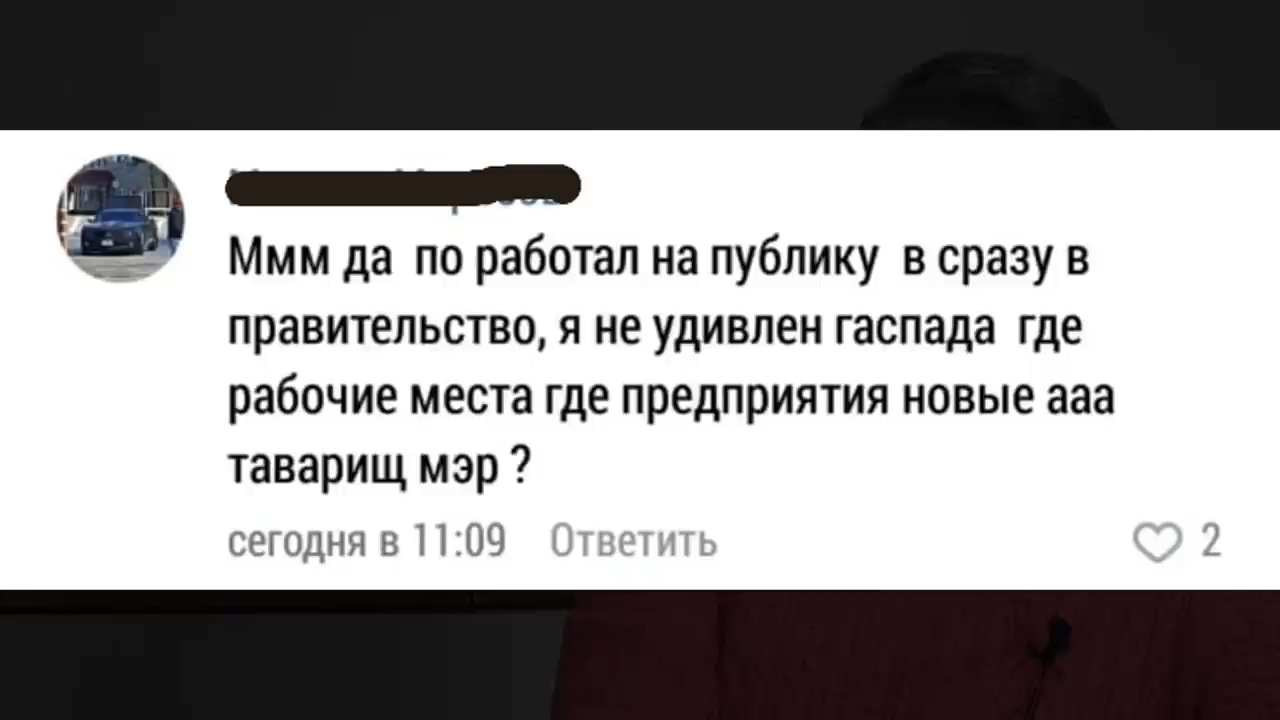 Ммм да по работал на публику в сразу в
правительство, я не удивлен гаспада где
рабочие места где предприятия новые ааа
таварищ мэр ?
сегодня в 11:09 Ответить 2